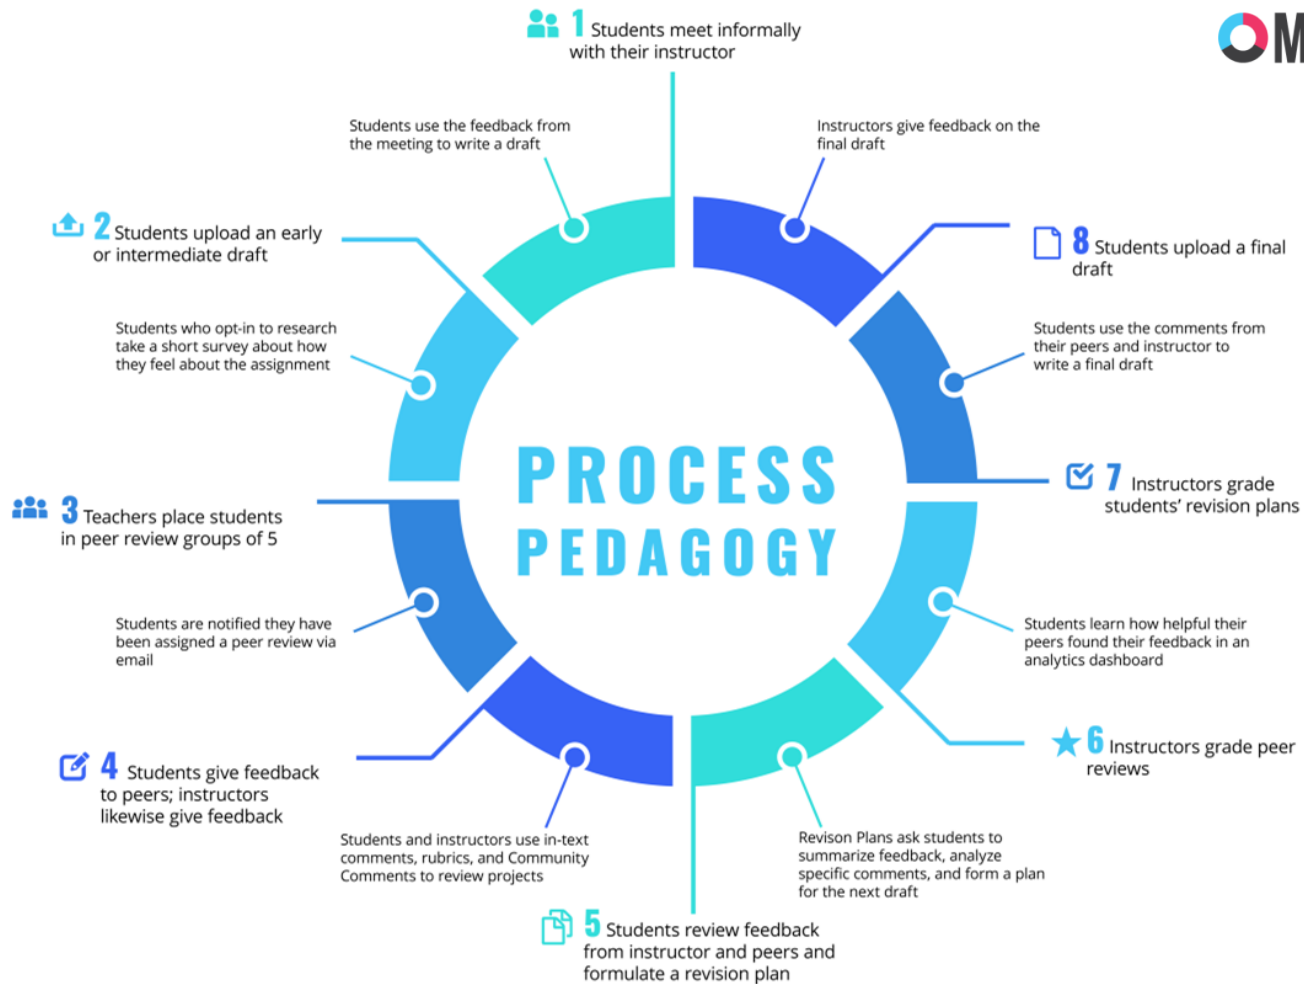 1 Students meet informally
with their instructor
M
Students use the feedback from
the meeting to write a draft
Instructors give feedback on the
final draft
2 Students upload an early
or intermediate draft
8 Students upload a final
draft
Students who opt-in to research
take a short survey about how
they feel about the assignment
Students use the comments from
their peers and instructor to
write a final draft
PROCESS
PEDAGOGY
3 Teachers place students
in peer review groups of 5
7 Instructors grade
students' revision plans
Students are notified they have
been assigned a peer review via
email
Students learn how helpful their
peers found their feedback in an
analytics dashboard
4 Students give feedback
to peers; instructors
likewise give feedback
6 Instructors grade peer
reviews
Students and instructors use in-text
comments, rubrics, and Community
Comments to review projects
Revison Plans ask students to
summarize feedback, analyze
specific comments, and form a plan
for the next draft
5 Students review feedback
from instructor and peers and
formulate a revision plan